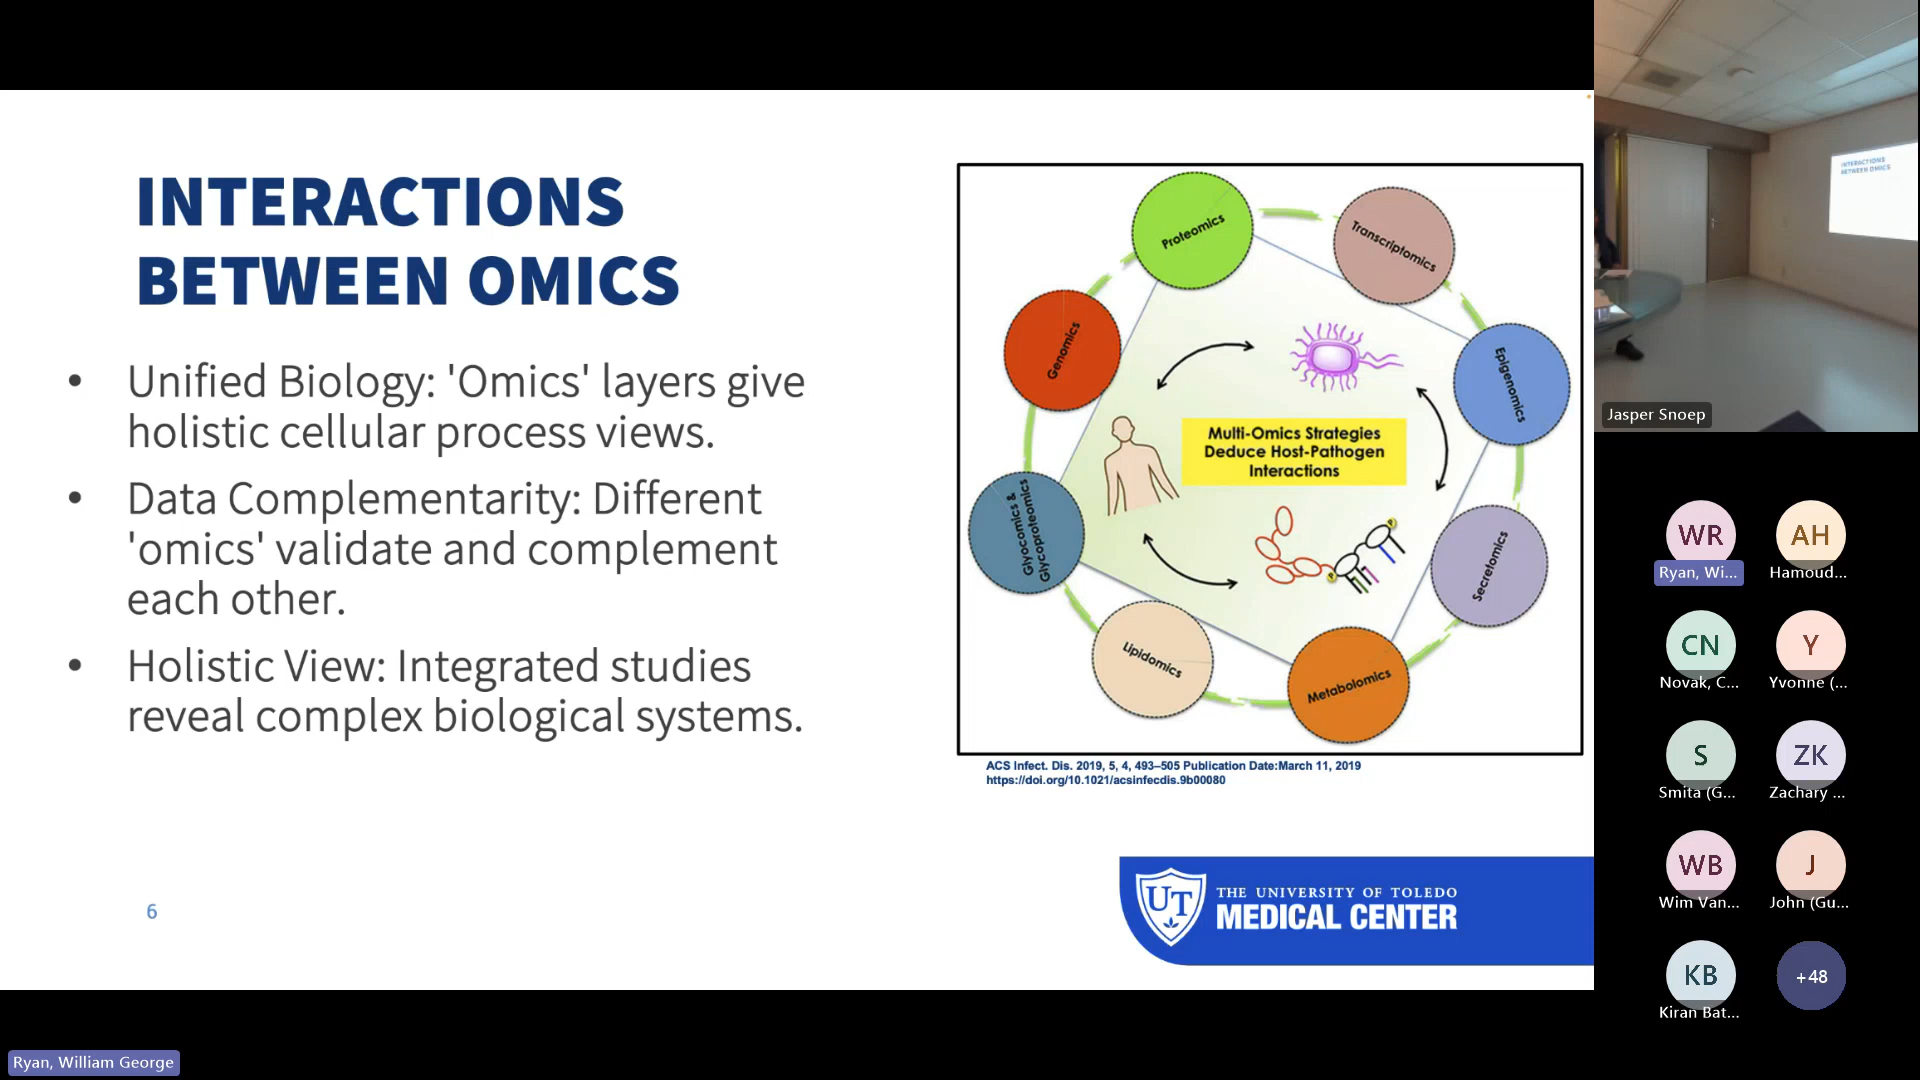 INTERACTIONS
BETWEEN OMICS
• Unified Biology: 'Omics' layers give
holistic cellular process views.
• Data Complementarity: Different
'omics' validate and complement
each other.
• Holistic View: Integrated studies
reveal complex biological systems.
6
Proteomics
Transcriptomics
Genomics
Epigenomics
Multi-Omics Strategies
Deduce Host-Pathogen
Interactions
Glyocomics &
Glycoproteomics
Secretomics
Lipidomics
Metabolomics
ACS Infect. Dis. 2019, 5, 4, 493–505 Publication Date:March 11, 2019
https://doi.org/10.1021/acsinfecdis.9b00080
UT
THE UNIVERSITY OF TOLEDO
MEDICAL CENTER
INTERACTIONS
BETWEEN OMICS
Jasper Snoep
WR
Ryan, Wi...
AH
Hamoud...
CN
Novak, C...
Y
Yvonne (...
S
Smita (G...
ZK
Zachary ...
WB
Wim Van...
J
John (Gu...
KB
Kiran Bat...
+48
Ryan, William George